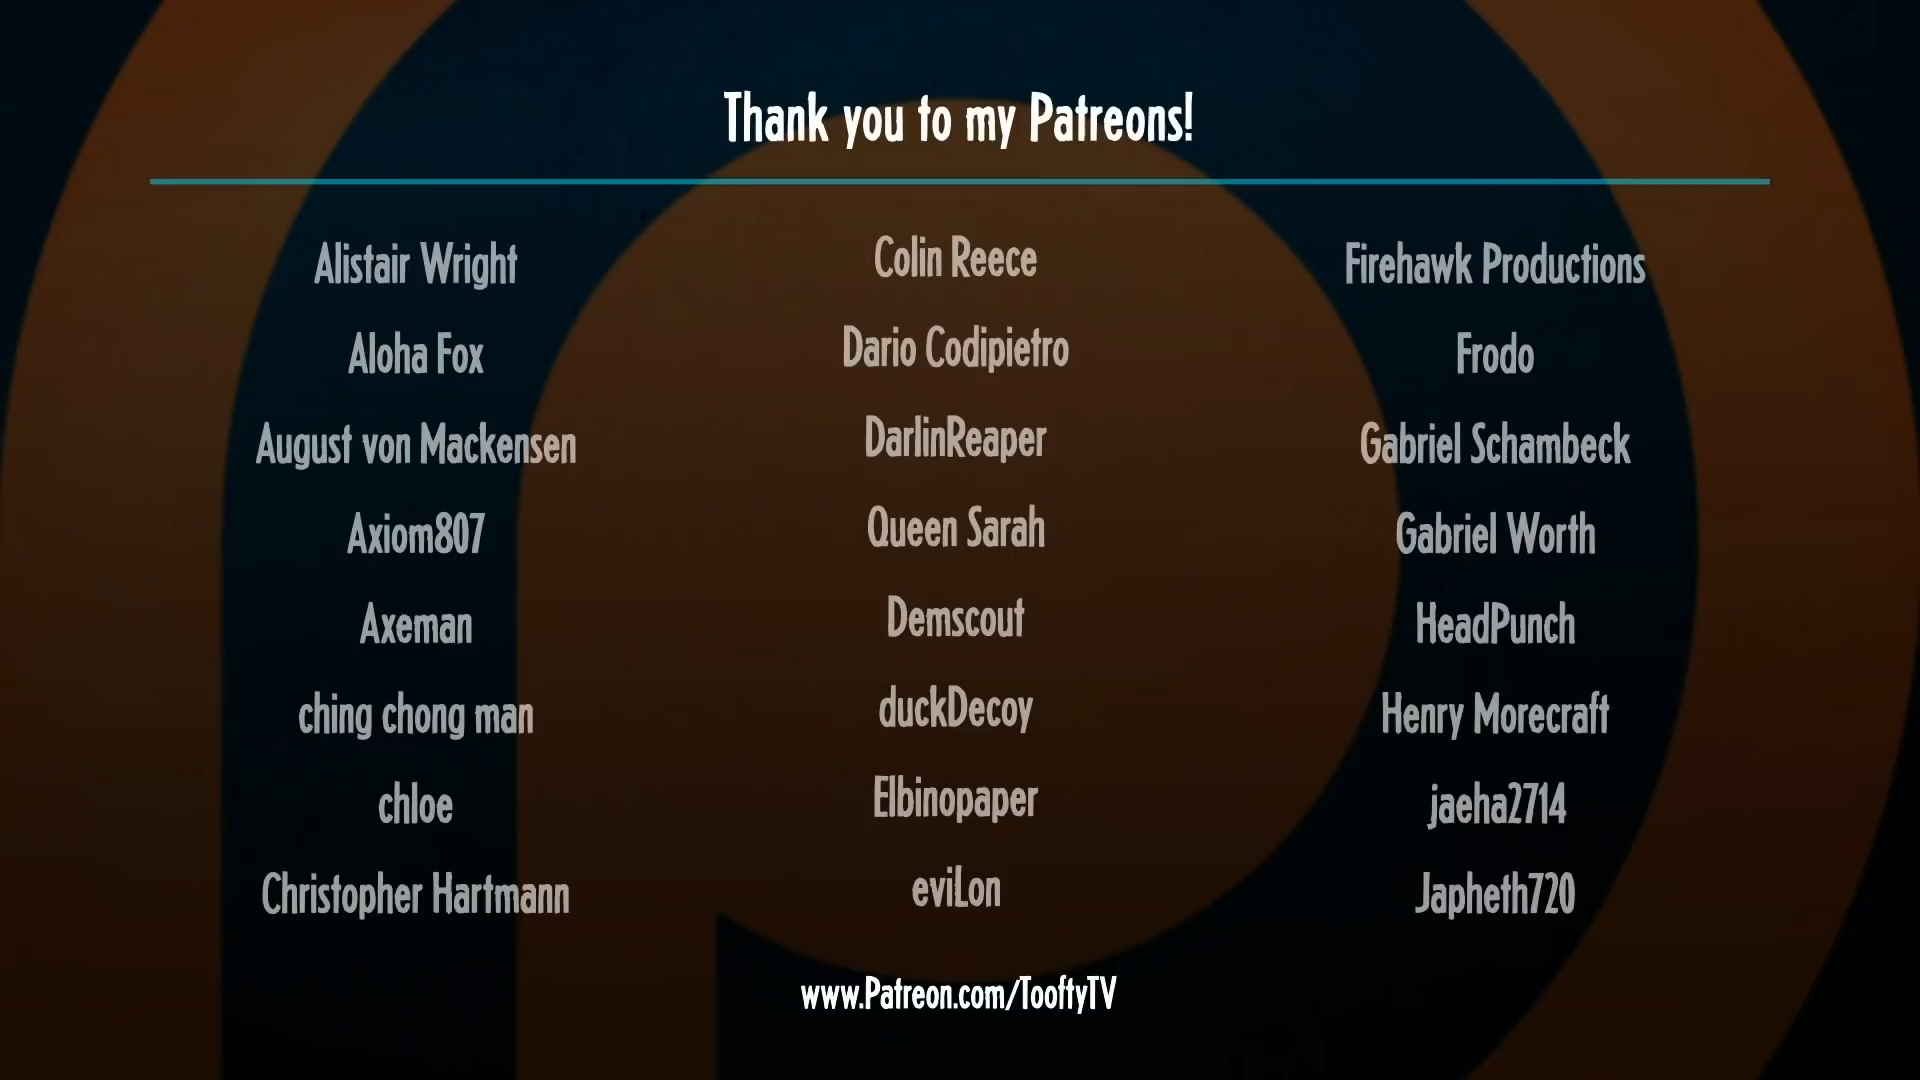 Thank you to my Patreons!
Alistair Wright
Aloha Fox
August von Mackensen
Axiom807
Axeman
ching chong man
chloe
Christopher Hartmann
Colin Reece
Dario Codipietro
DarlinReaper
Queen Sarah
Demscout
duckDecoy
Elbinopaper
eviLon
Firehawk Productions
Frodo
Gabriel Schambeck
Gabriel Worth
HeadPunch
Henry Morecraft
jaeha2714
Japheth720
www.Patreon.com/TooftyTV